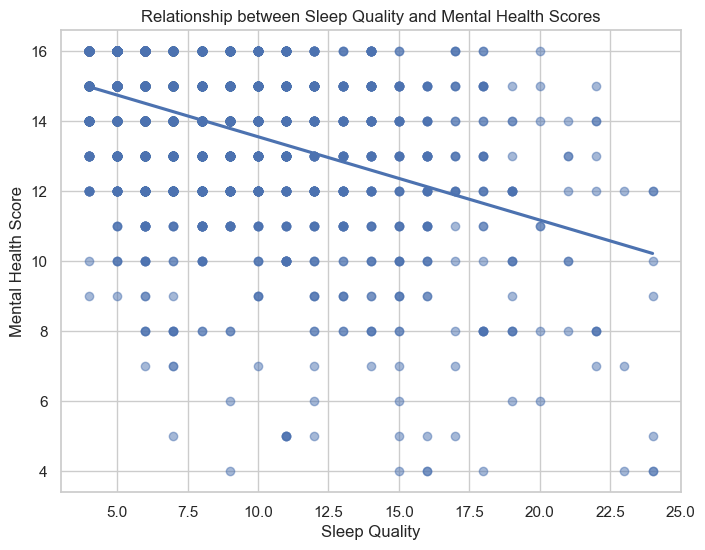 Relationship between Sleep Quality and Mental Health Scores
Mental Health Score
16
14
12
10
8
6
4
5.0 7.5 10.0 12.5 15.0 17.5 20.0 22.5 25.0
Sleep Quality